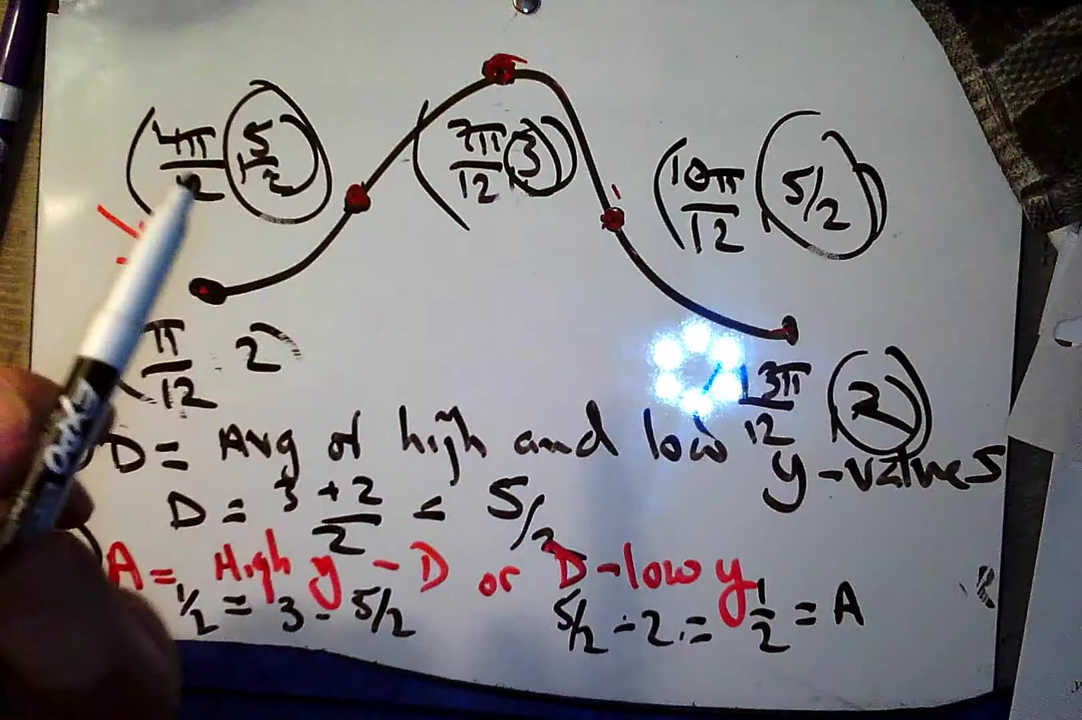 (4π/12 5/2)
(7π/12 3)
(10π/12, 5/2)
(π/12 2)
13π/12 (2)
D = Avg of high and low
y-values
D = 3+2/2 = 5/2
A = High y - D or D-low y
1/2 = 3 - 5/2
5/2 - 2 = 1/2 = A
EXPO